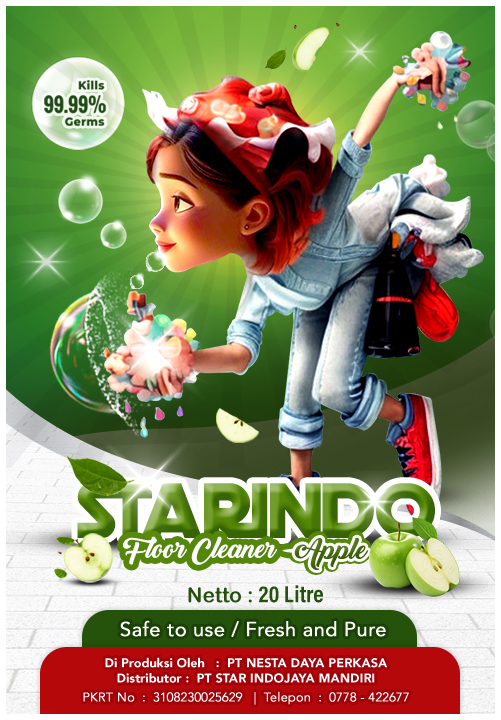 Kills
99.99%
Germs
STARINDO
Floor Cleaner - Apple
Netto : 20 Litre
Safe to use / Fresh and Pure
Di Produksi Oleh : PT NESTA DAYA PERKASA
Distributor : PT STAR INDOJAYA MANDIRI
PKRT No : 3108230025629 | Telepon : 0778 - 422677